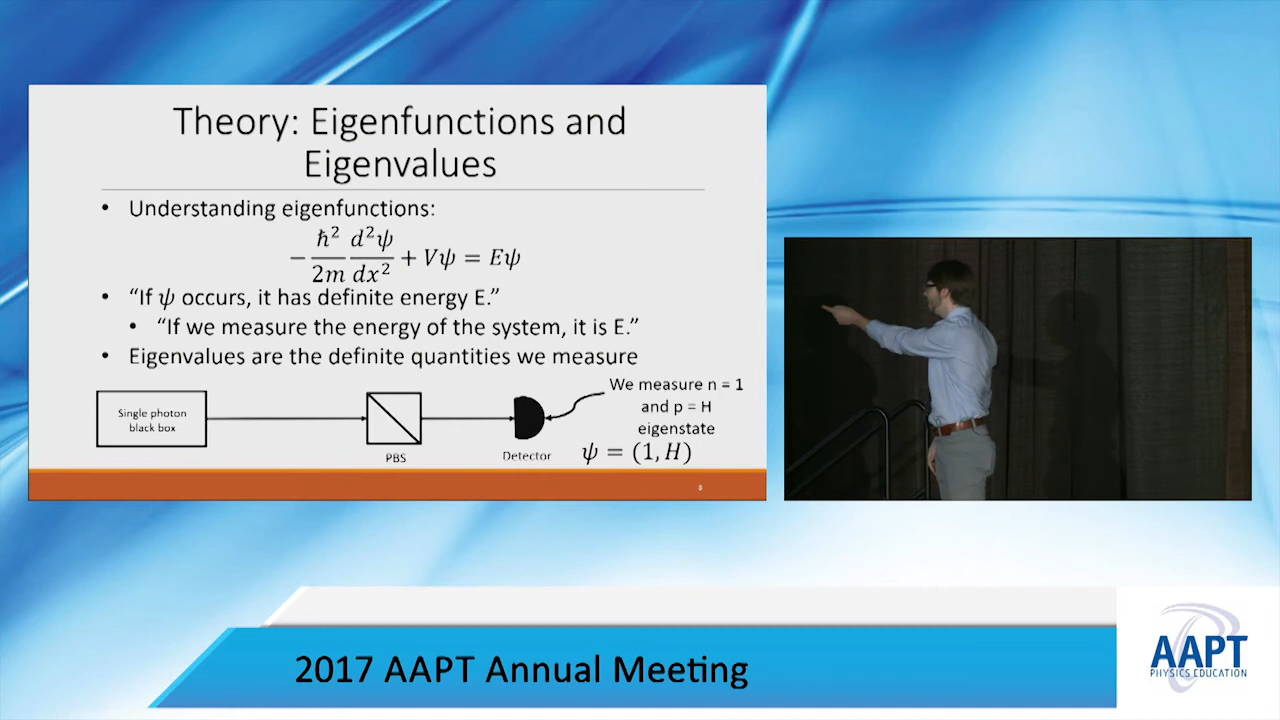 Theory: Eigenfunctions and
Eigenvalues
• Understanding eigenfunctions:
−ħ²/2m d²ψ/dx² + Vψ = Eψ
• “If ψ occurs, it has definite energy E.”
• “If we measure the energy of the system, it is E.”
• Eigenvalues are the definite quantities we measure
Single photon
black box
PBS
Detector
We measure n = 1
and p = H
eigenstate
ψ = (1, H)
8
2017 AAPT Annual Meeting
AAPT
PHYSICS EDUCATION